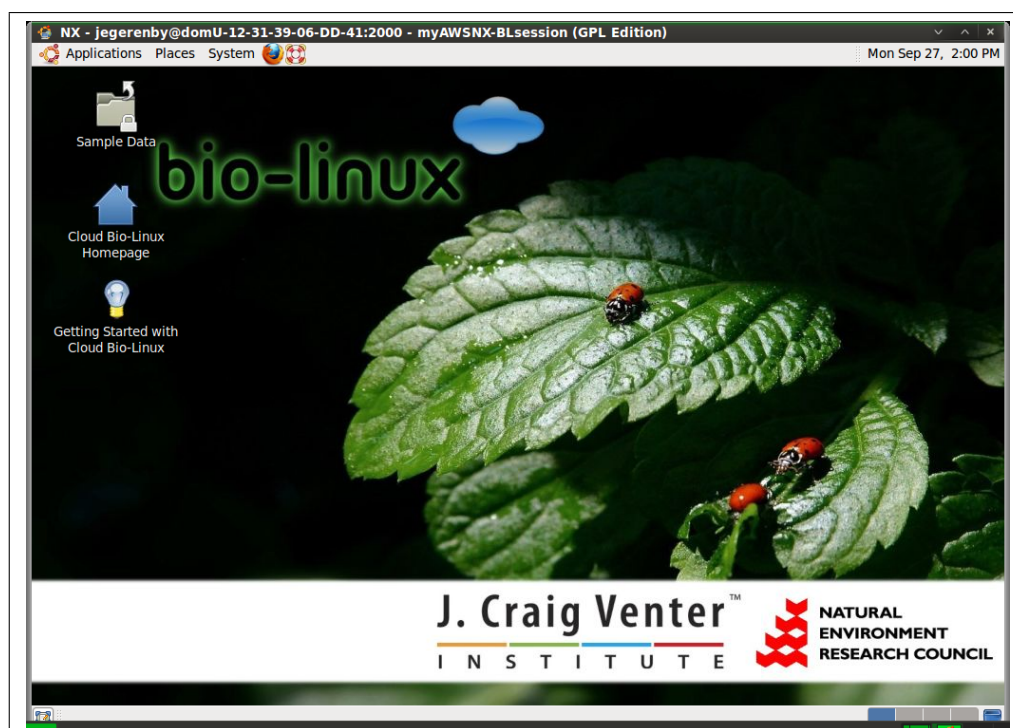 NX - jegerenby@domU-12-31-39-06-DD-41:2000 - myAWSNX-BLsession (GPL Edition)
Applications Places System
Mon Sep 27, 2:00 PM
Sample Data
bio-linux
Cloud Bio-Linux
Homepage
Getting Started with
Cloud Bio-Linux
J. Craig Venter™
INSTITUTE
NATURAL
ENVIRONMENT
RESEARCH COUNCIL